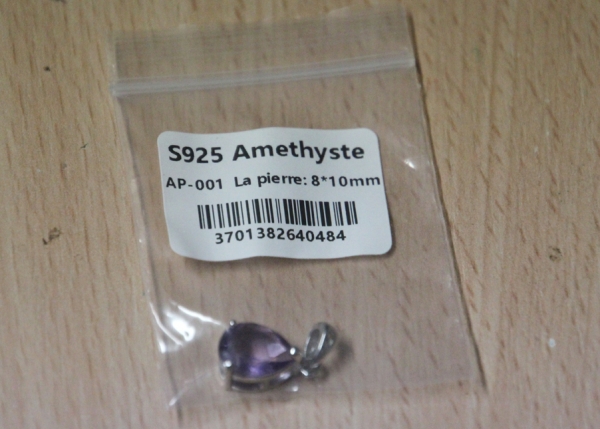 S925 Amethyste
AP-001 La pierre: 8*10mm
3701382640484